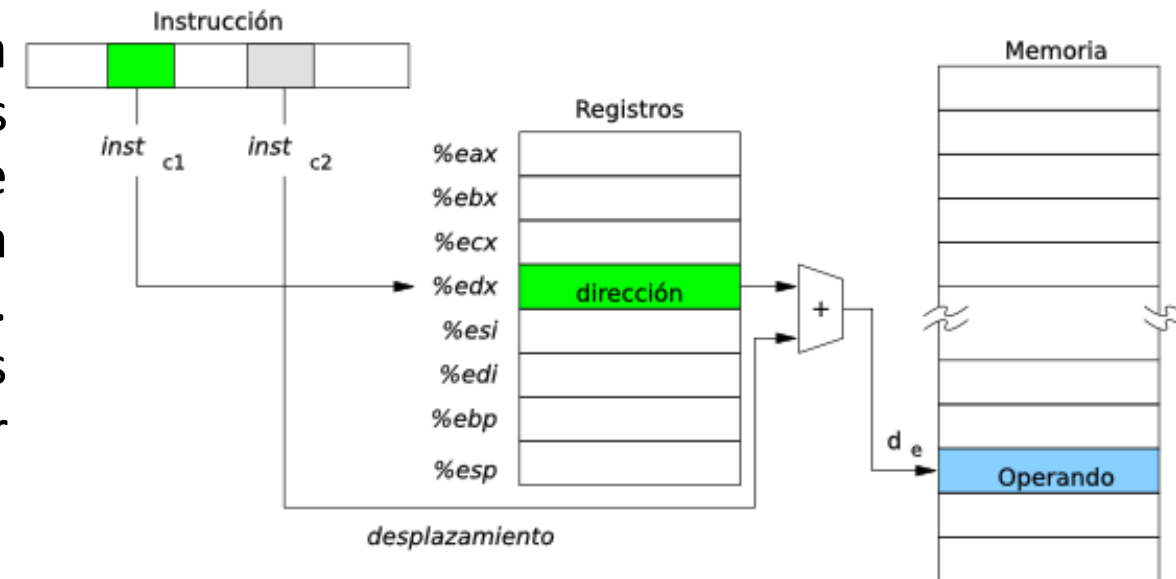 Instrucción
inst c1
inst c2
Registros
%eax
%ebx
%ecx
%edx
%esi
%edi
%ebp
%esp
dirección
+
desplazamiento
d e
Memoria
Operando